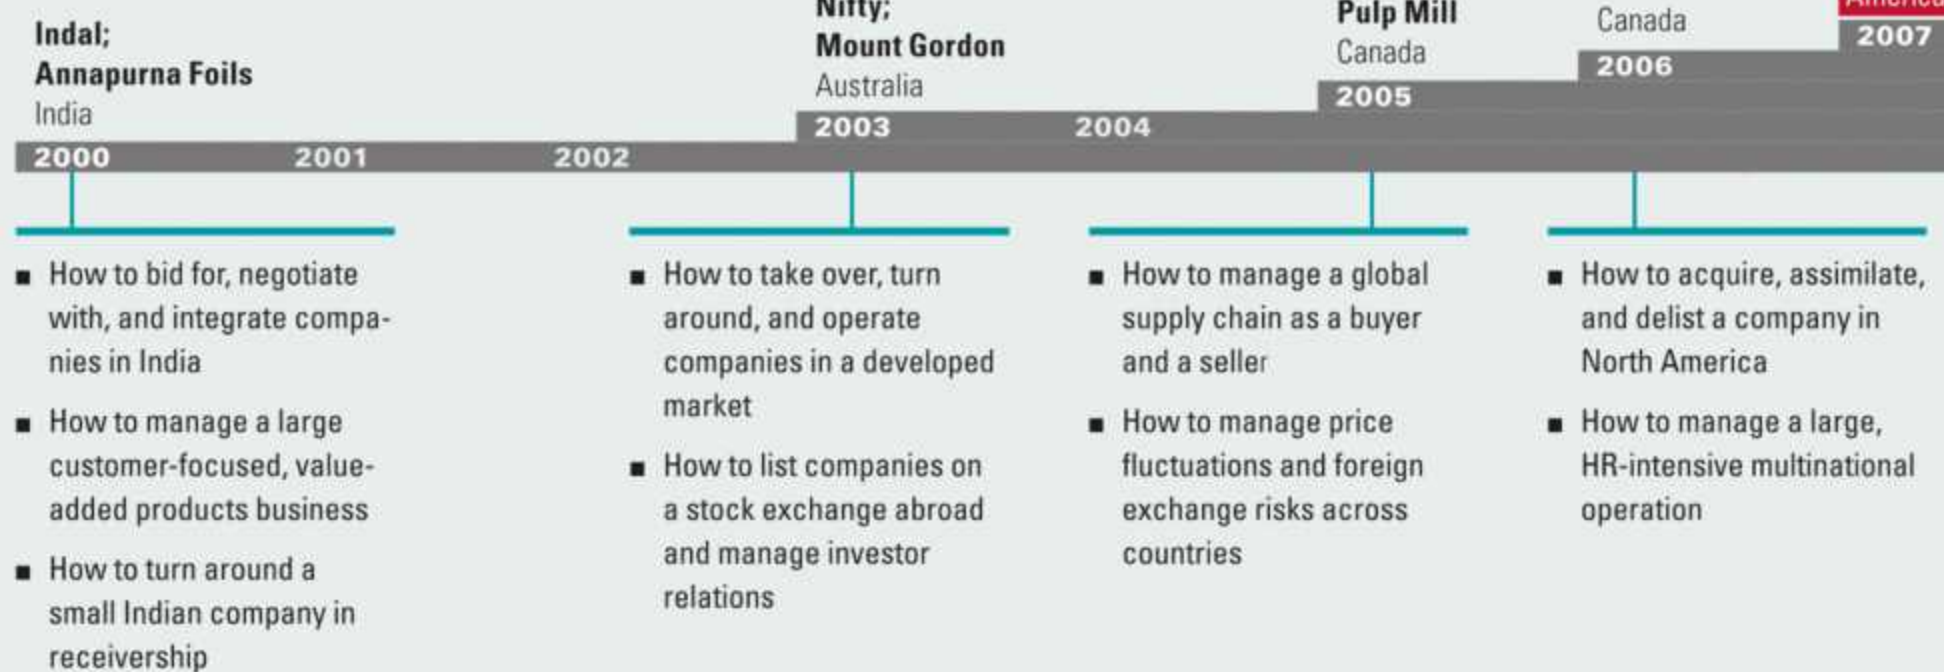 Indal;
Annapurna Foils
India
Nifty;
Mount Gordon
Australia
Pulp Mill
Canada
Canada
America
2000
2001
2002
2003
2004
2005
2006
2007
■ How to bid for, negotiate
with, and integrate compa-
nies in India
■ How to manage a large
customer-focused, value-
added products business
■ How to turn around a
small Indian company in
receivership
■ How to take over, turn
around, and operate
companies in a developed
market
■ How to list companies on
a stock exchange abroad
and manage investor
relations
■ How to manage a global
supply chain as a buyer
and a seller
■ How to manage price
fluctuations and foreign
exchange risks across
countries
■ How to acquire, assimilate,
and delist a company in
North America
■ How to manage a large,
HR-intensive multinational
operation